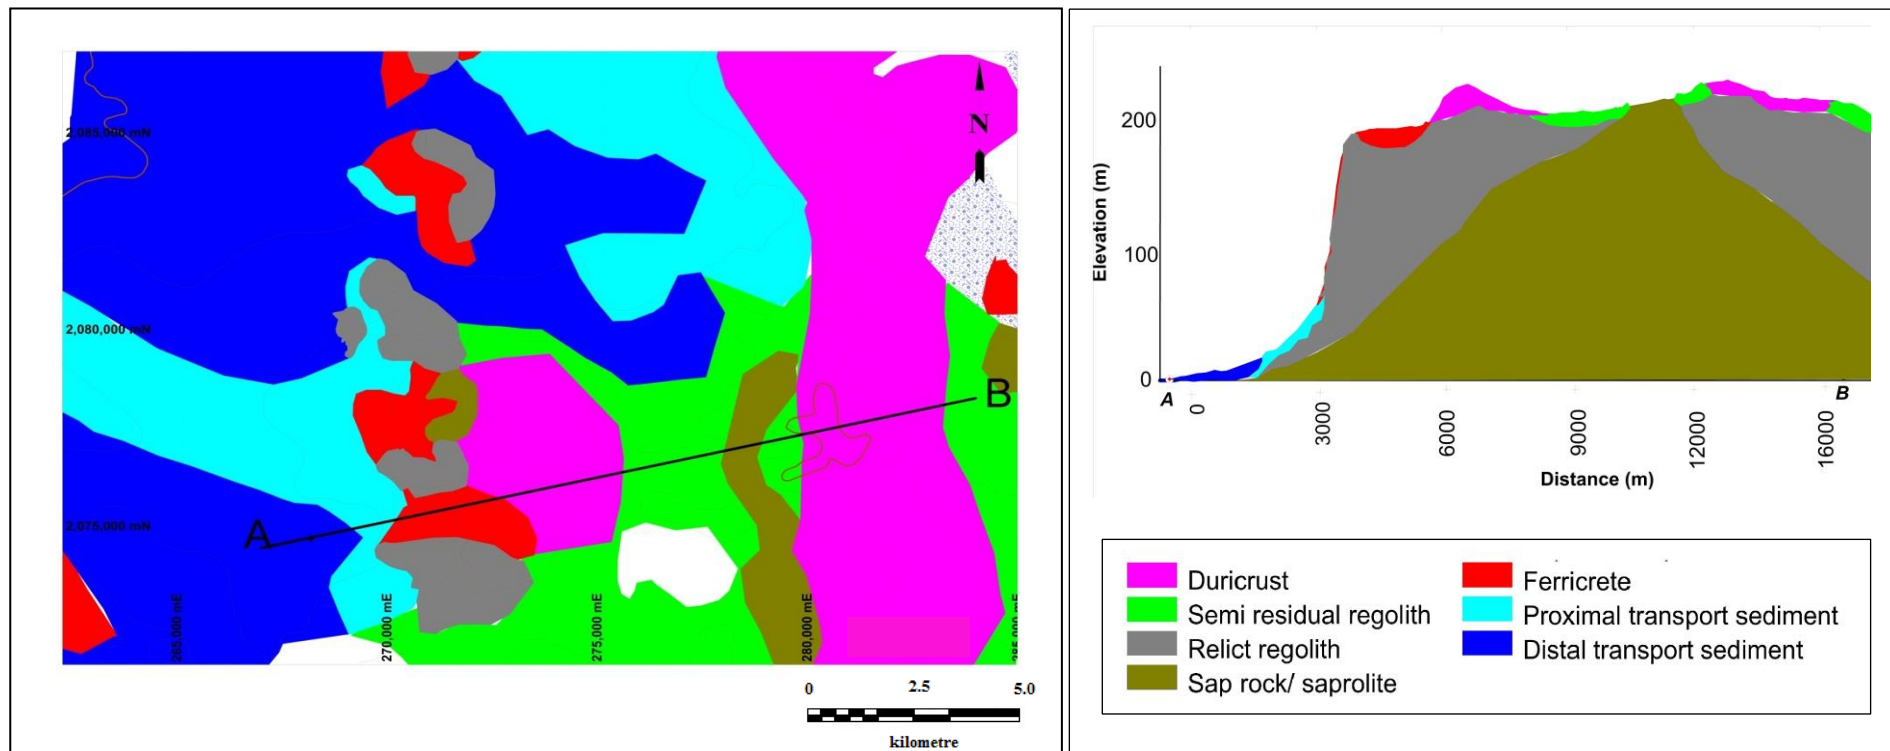 N
2,085,000 mN
2,080,000 mN
2,075,000 mN
A
B
265,000 mE
270,000 mE
275,000 mE
280,000 mE
285,000 mE
0 2.5 5.0
kilometre
Elevation (m)
200
100
0
A
B
0
3000
6000
9000
12000
16000
Distance (m)
Duricrust
Semi residual regolith
Relict regolith
Sap rock/ saprolite
Ferricrete
Proximal transport sediment
Distal transport sediment